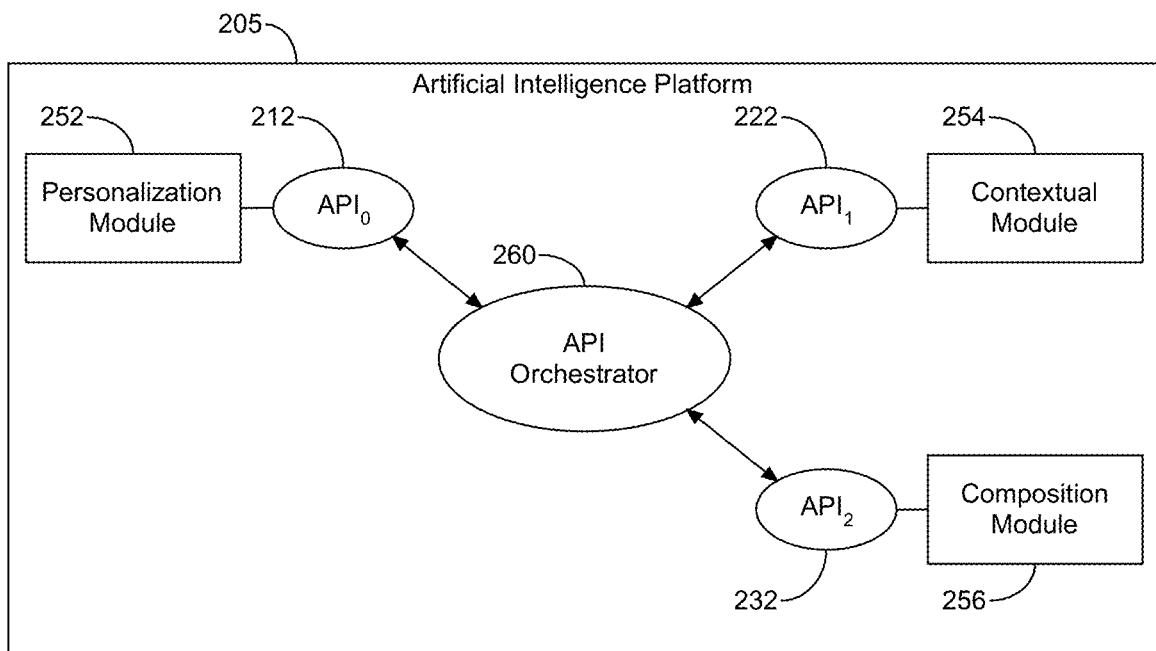 205
Artificial Intelligence Platform
252
212
222
254
Personalization
Module
API₀
API₁
Contextual
Module
260
API
Orchestrator
API₂
Composition
Module
232
256